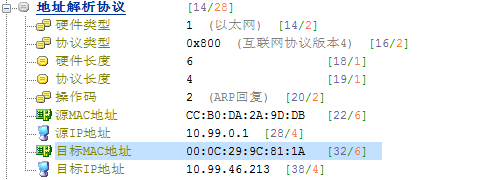 地址解析协议 [14/28]
硬件类型 1 (以太网) [14/2]
协议类型 0x800 (互联网协议版本4) [16/2]
硬件长度 6 [18/1]
协议长度 4 [19/1]
操作码 2 (ARP回复) [20/2]
源MAC地址 CC:B0:DA:2A:9D:DB [22/6]
源IP地址 10.99.0.1 [28/4]
目标MAC地址 00:0C:29:9C:81:1A [32/6]
目标IP地址 10.99.46.213 [38/4]